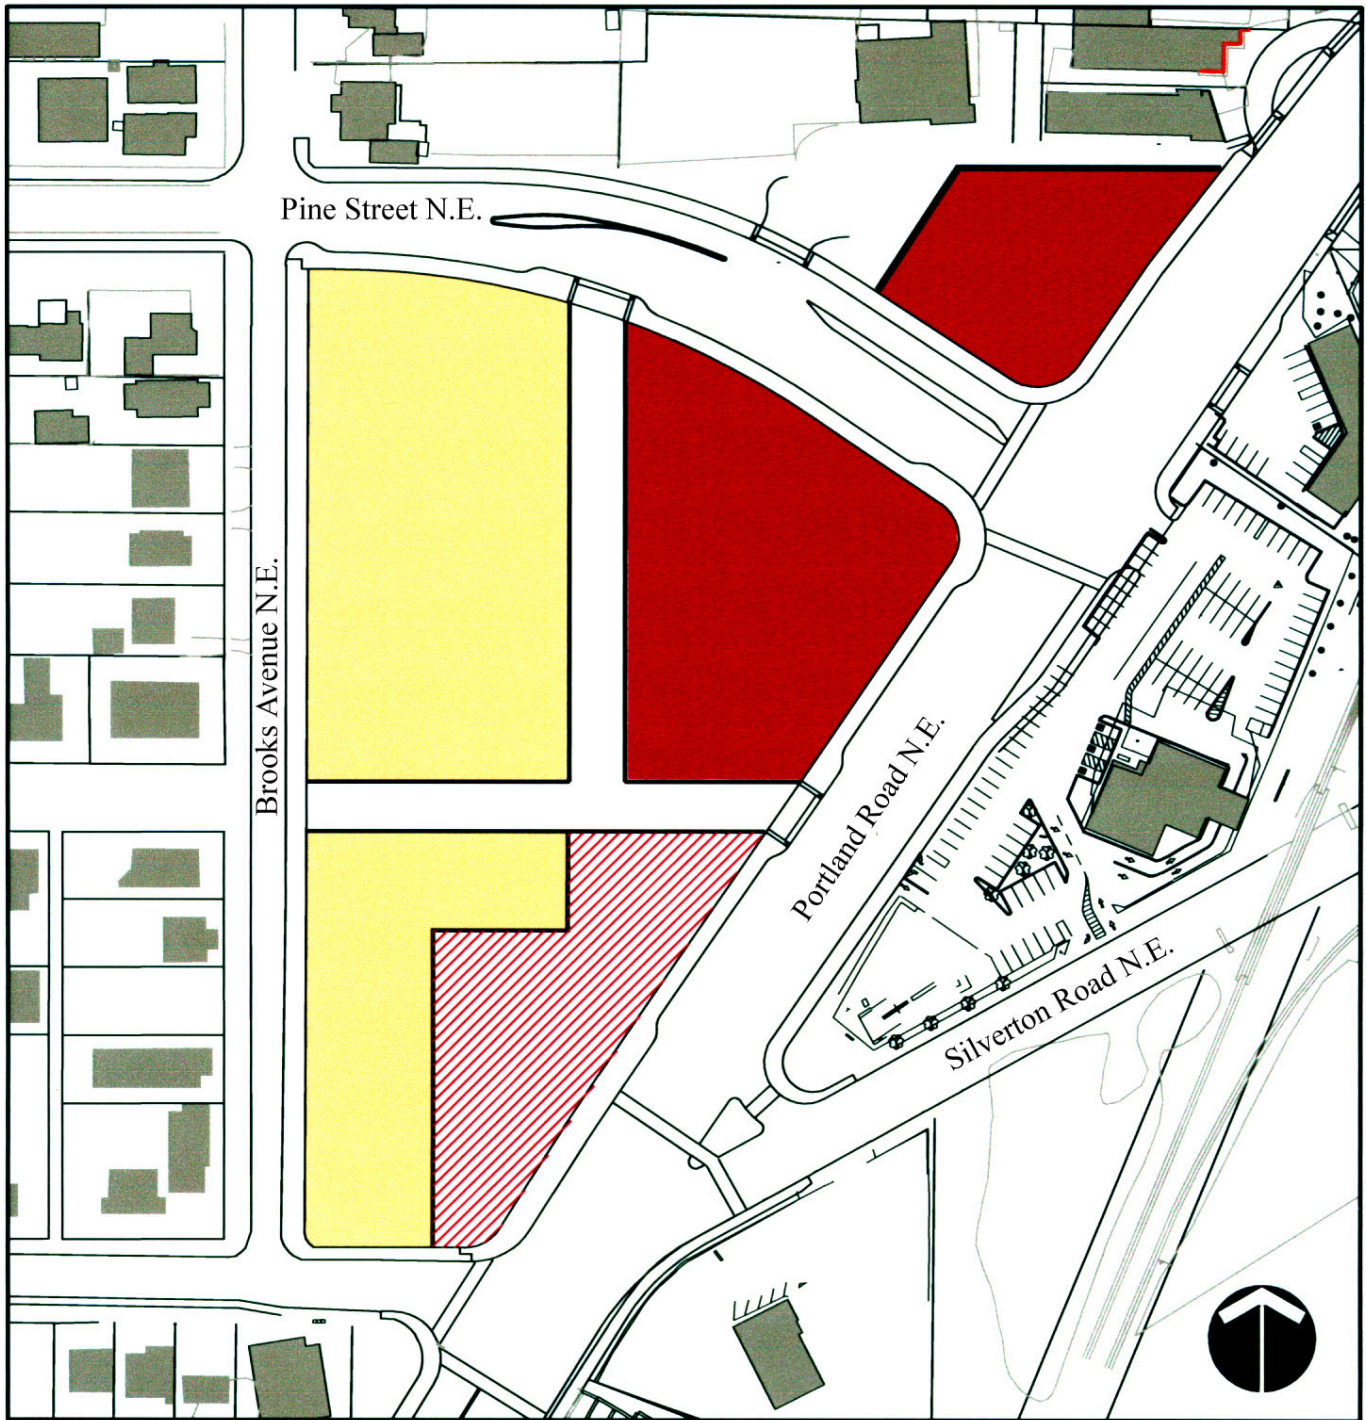 Pine Street N.E.
Brooks Avenue N.E.
Portland Road N.E.
Silverton Road N.E.